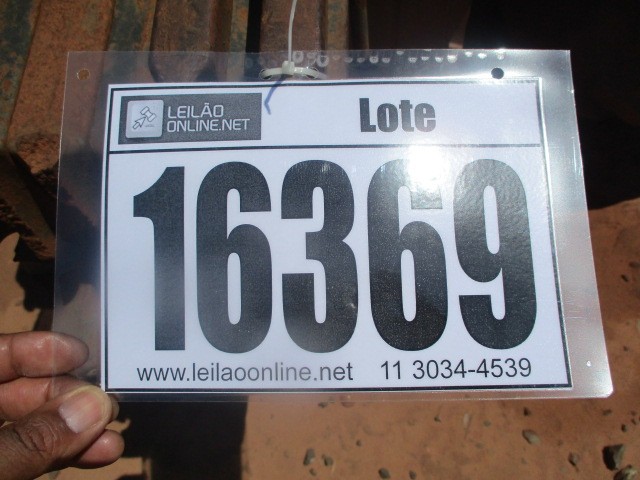 LEILÃO
ONLINE.NET
Lote
16369
www.leilaoonline.net 11 3034-4539